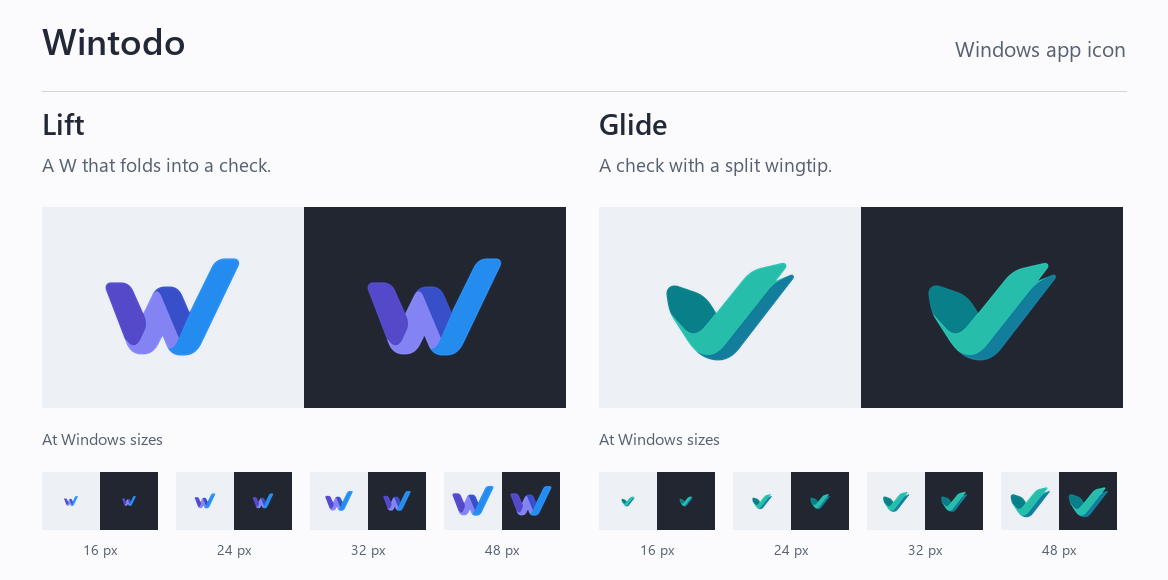 Wintodo
Windows app icon
Lift
A W that folds into a check.
Glide
A check with a split wingtip.
At Windows sizes
16 px
24 px
32 px
48 px
At Windows sizes
16 px
24 px
32 px
48 px